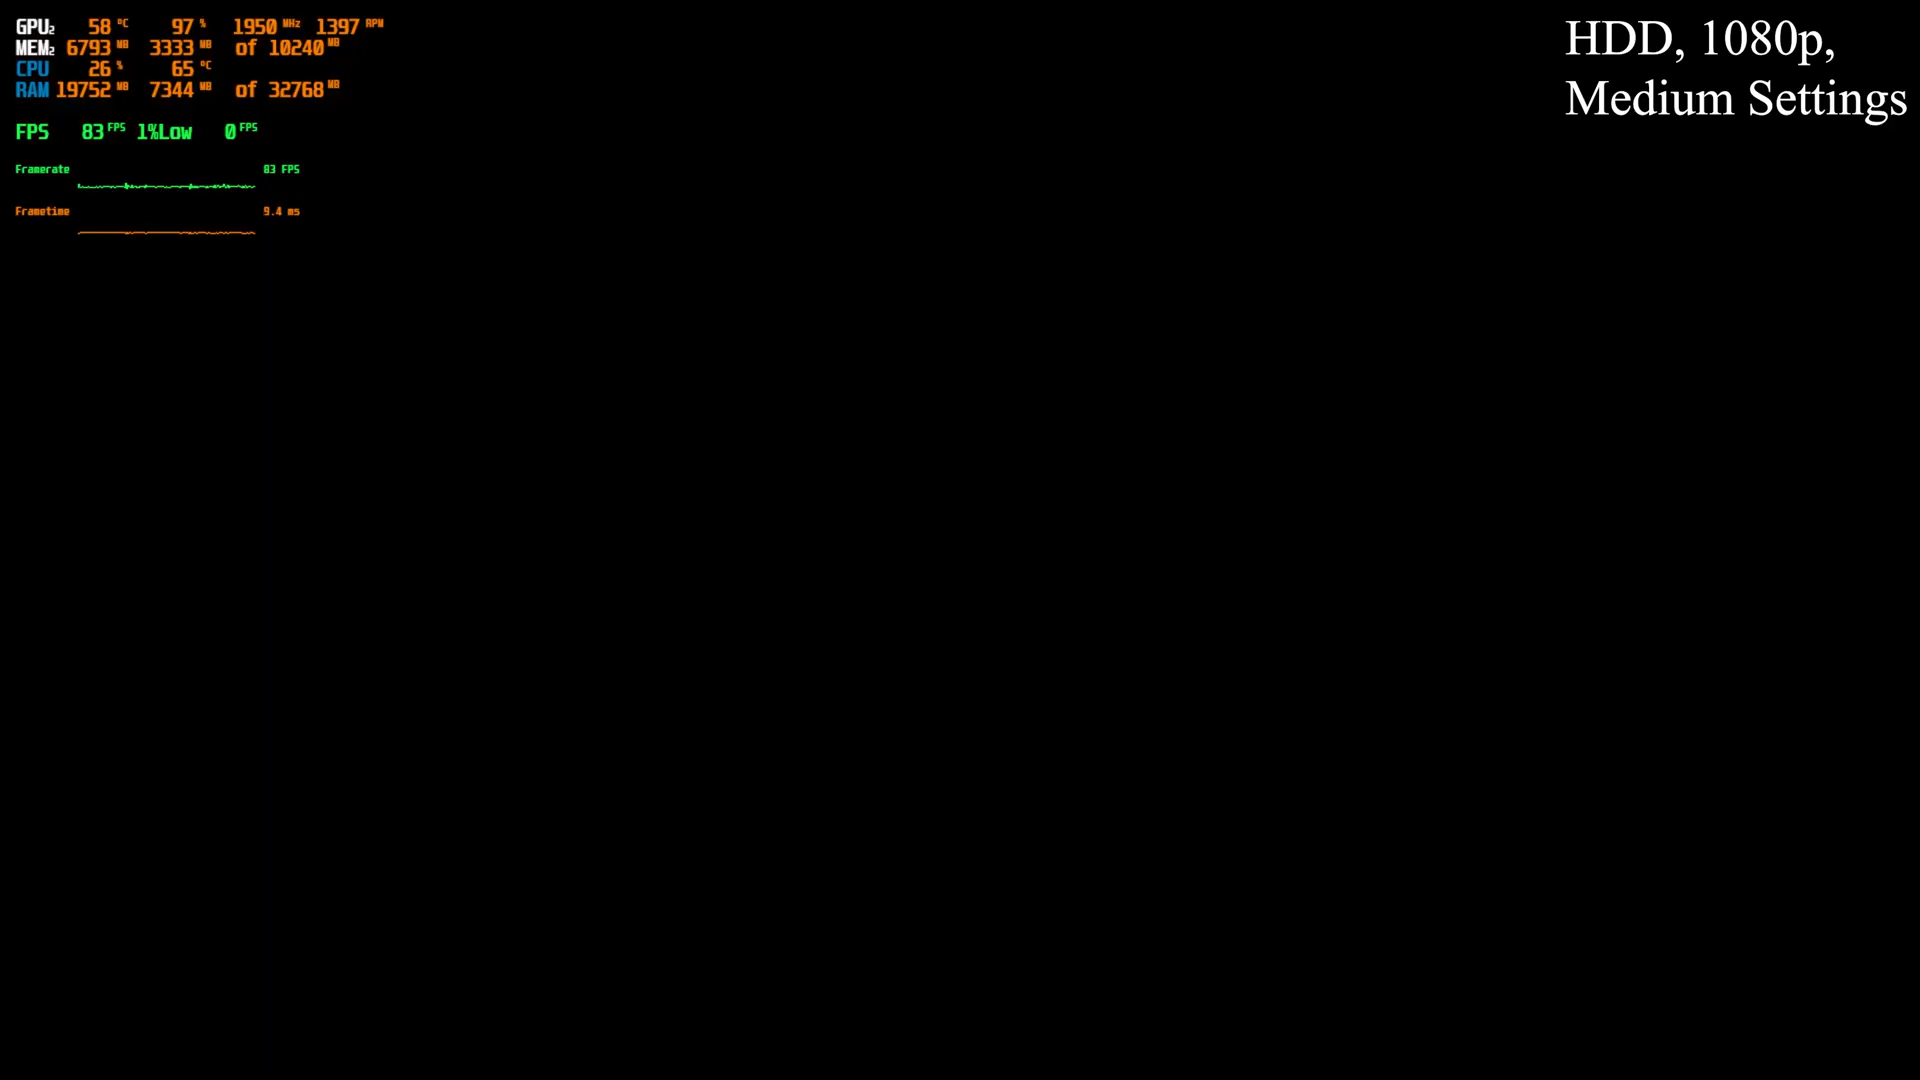 GPU₂ 58 °C 97 % 1950 MHz 1397 RPM
MEM₂ 6793 MB 3333 MB of 10240 MB
CPU 26 % 65 °C
RAM 19752 MB 7344 MB of 32768 MB
FPS 83 FPS 1%Low 0 FPS
Framerate 83 FPS
Frametime 9.4 ms
HDD, 1080p,
Medium Settings